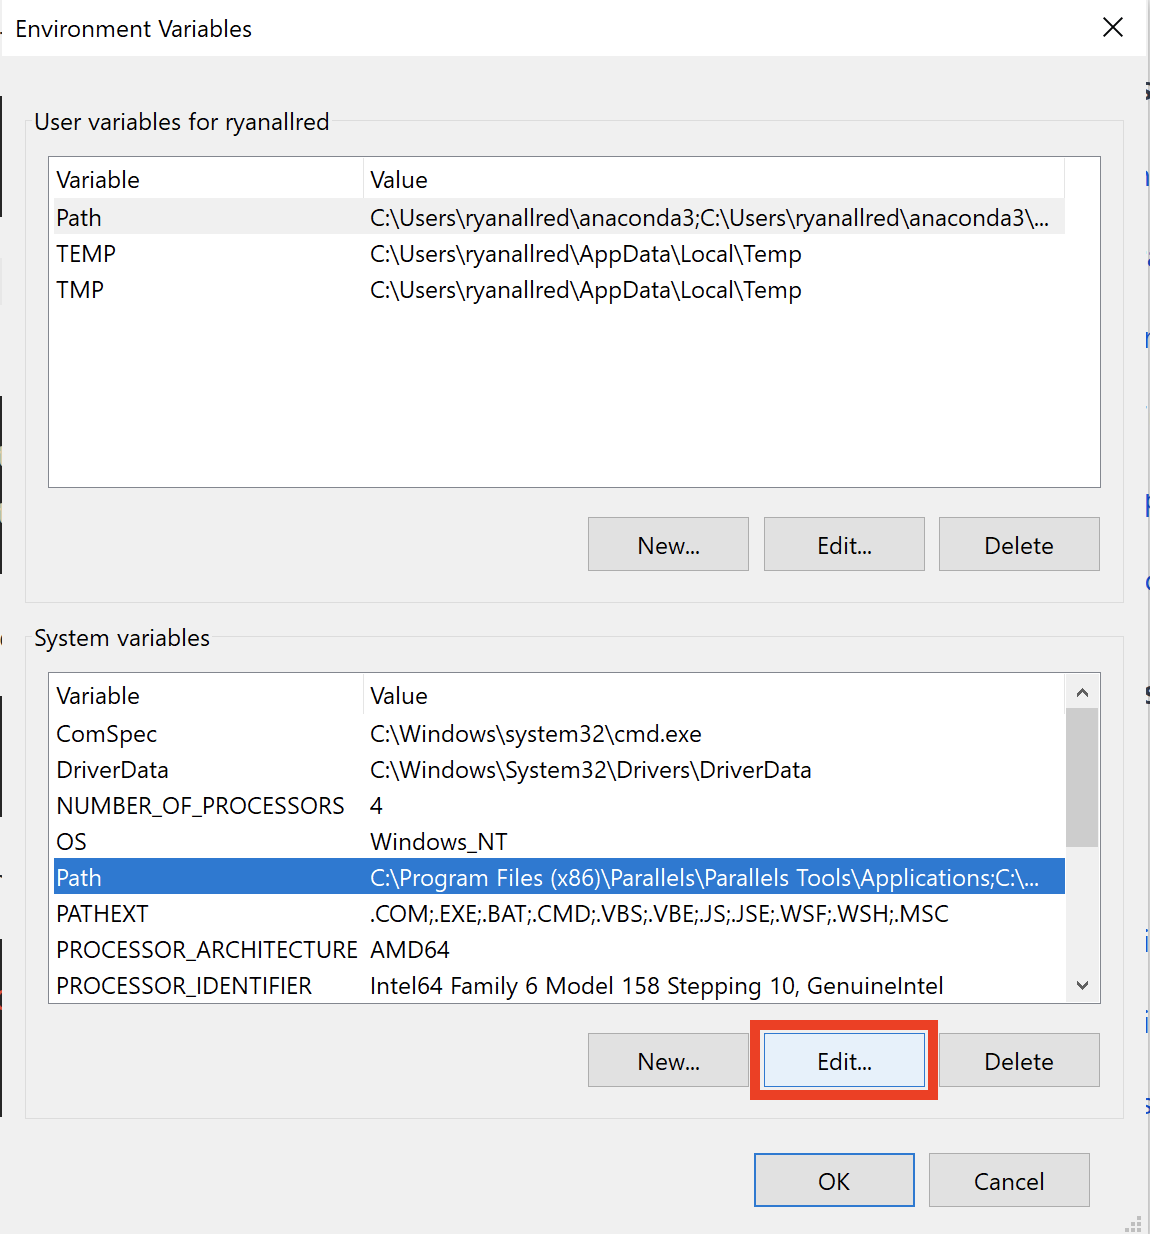 Environment Variables
User variables for ryanallred
Variable Value
Path C:\Users\ryanallred\anaconda3;C:\Users\ryanallred\anaconda3\...
TEMP C:\Users\ryanallred\AppData\Local\Temp
TMP C:\Users\ryanallred\AppData\Local\Temp
New... Edit... Delete
System variables
Variable Value
ComSpec C:\Windows\system32\cmd.exe
DriverData C:\Windows\System32\Drivers\DriverData
NUMBER_OF_PROCESSORS 4
OS Windows_NT
Path C:\Program Files (x86)\Parallels\Parallels Tools\Applications;C:\...
PATHEXT .COM;.EXE;.BAT;.CMD;.VBS;.VBE;.JS;.JSE;.WSF;.WSH;.MSC
PROCESSOR_ARCHITECTURE AMD64
PROCESSOR_IDENTIFIER Intel64 Family 6 Model 158 Stepping 10, GenuineIntel
New... Edit... Delete
OK Cancel